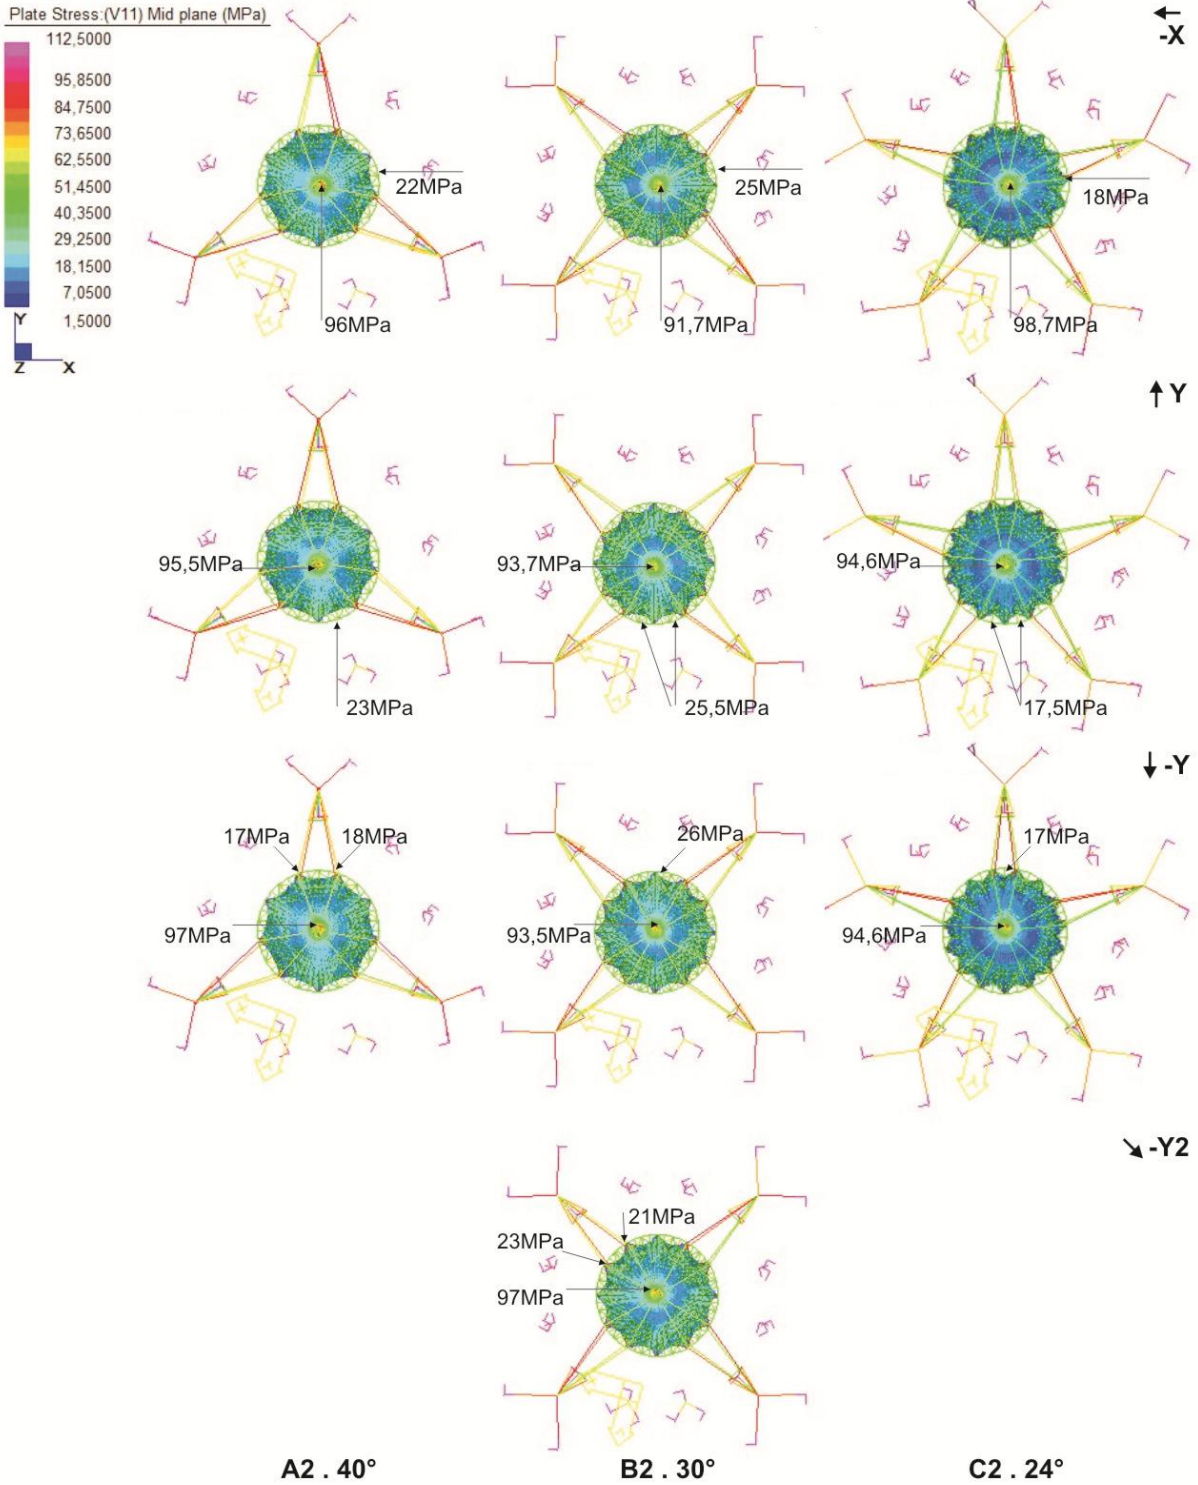 Plate Stress:(V11) Mid plane (MPa)
112,5000
95,8500
84,7500
73,6500
62,5500
51,4500
40,3500
29,2500
18,1500
7,0500
1,5000
Y
Z X
-X
22MPa
25MPa
18MPa
96MPa
91,7MPa
98,7MPa
Y
95,5MPa
93,7MPa
94,6MPa
23MPa
25,5MPa
17,5MPa
-Y
17MPa
18MPa
26MPa
17MPa
97MPa
93,5MPa
94,6MPa
-Y2
21MPa
23MPa
97MPa
A2 . 40°
B2 . 30°
C2 . 24°